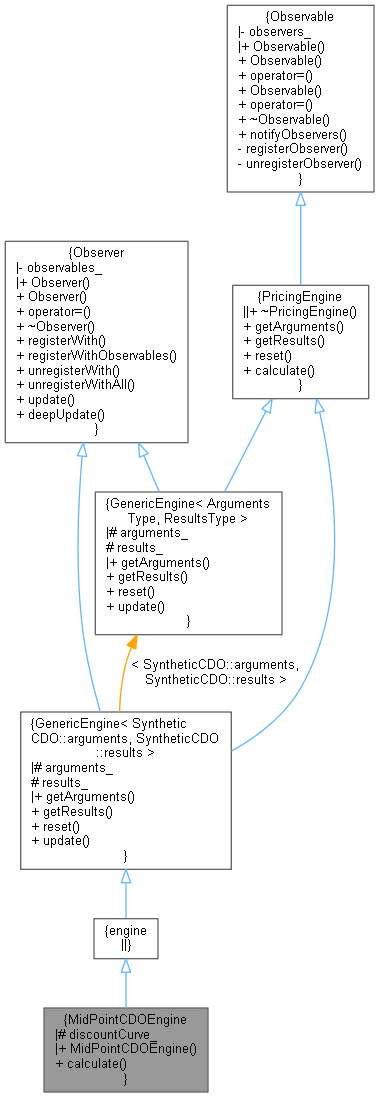 {Observable
|- observers_
|+ Observable()
+ Observable()
+ operator=()
+ Observable()
+ operator=()
+ ~Observable()
+ notifyObservers()
- registerObserver()
- unregisterObserver()
}
{Observer
|- observables_
|+ Observer()
+ Observer()
+ operator=()
+ ~Observer()
+ registerWith()
+ registerWithObservables()
+ unregisterWith()
+ unregisterWithAll()
+ update()
+ deepUpdate()
}
{PricingEngine
||+ ~PricingEngine()
+ getArguments()
+ getResults()
+ reset()
+ calculate()
}
{GenericEngine< Arguments
Type, ResultsType >
|# arguments_
# results_
|+ getArguments()
+ getResults()
+ reset()
+ update()
}
< SyntheticCDO::arguments,
SyntheticCDO::results >
{GenericEngine< Synthetic
CDO::arguments, SyntheticCDO
::results >
|# arguments_
# results_
|+ getArguments()
+ getResults()
+ reset()
+ update()
}
{engine
||}
{MidPointCDOEngine
|# discountCurve_
|+ MidPointCDOEngine()
+ calculate()
}